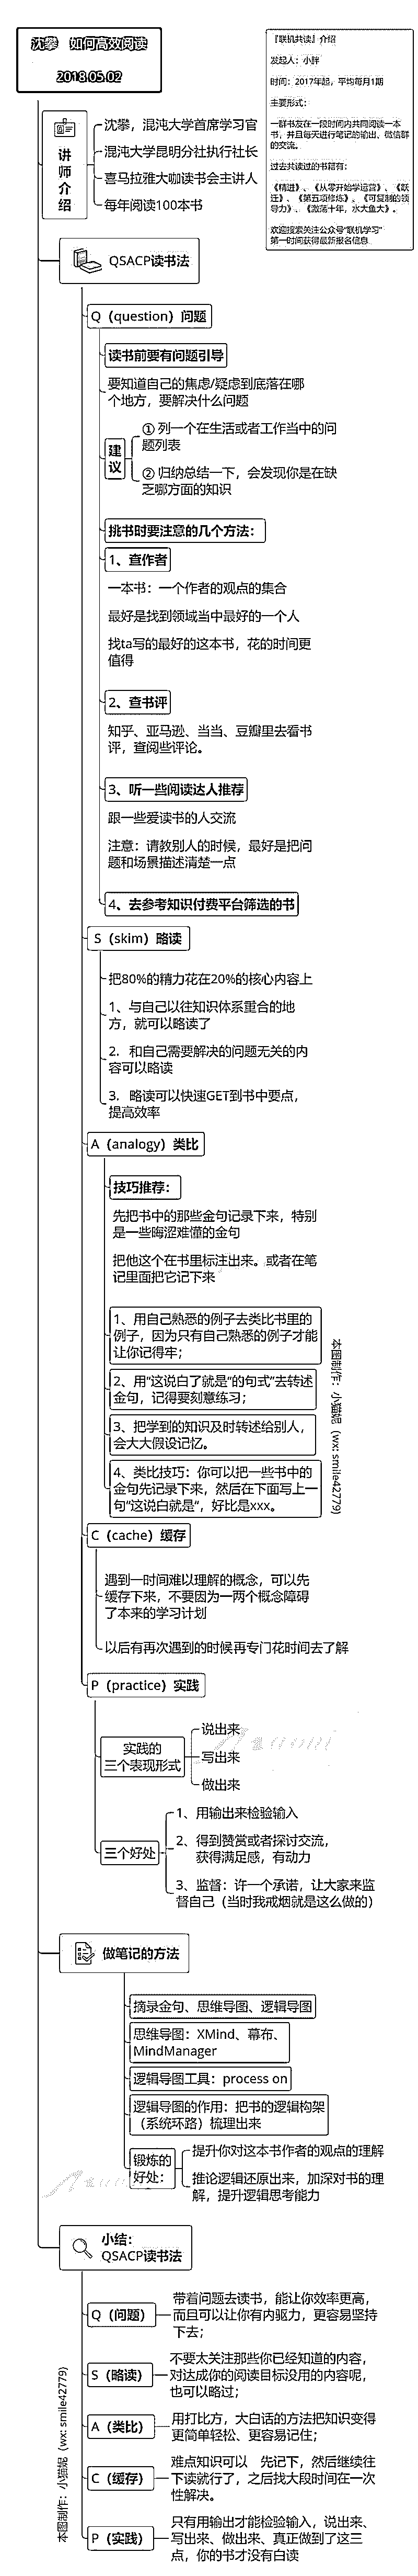 沈攀 如何高效阅读
2018.05.02
『联机共读』介绍
发起人：小胖
时间：2017年起，平均每月1期
主要形式：
一群书友在一段时间内共同阅读一本
书，并且每天进行笔记的输出、微信群
的交流。
过去共读过的书籍有：
《精进》、《从零开始学运营》、《跃
迁》、《第五项修炼》、《可复制的领
导力》、《激荡十年，水大鱼大》。
欢迎搜索关注公众号“联机学习”
第一时间获得最新报名信息
讲师介绍
沈攀，混沌大学首席学习官
混沌大学昆明分社执行社长
喜马拉雅大咖读书会主讲人
每年阅读100本书
QSACP读书法
Q（question）问题
读书前要有问题引导
要知道自己的焦虑/疑虑到底落在哪
个地方，要解决什么问题
建议
① 列一个在生活或者工作当中的问
题列表
② 归纳总结一下，会发现你是在缺
乏哪方面的知识
挑书时要注意的几个方法：
1、查作者
一本书：一个作者的观点的集合
最好是找到领域当中最好的一个人
找ta写的最好的这本书，花的时间更
值得
2、查书评
知乎、亚马逊、当当、豆瓣里去看书
评，查阅些评论。
3、听一些阅读达人推荐
跟一些爱读书的人交流
注意：请教别人的时候，最好是把问
题和场景描述清楚一点
4、去参考知识付费平台筛选的书
S（skim）略读
把80%的精力花在20%的核心内容上
1、与自己以往知识体系重合的地
方，就可以略读了
2．和自己需要解决的问题无关的内
容可以略读
3．略读可以快速GET到书中要点，
提高效率
A（analogy）类比
技巧推荐：
先把书中的那些金句记录下来，特别
是一些晦涩难懂的金句
把他这个在书里标注出来。或者在笔
记里面把它记下来
1、用自己熟悉的例子去类比书里的
例子，因为只有自己熟悉的例子才能
让你记得牢；
2、用“这说白了就是”的句式”去转述
金句，记得要刻意练习；
3、把学到的知识及时转述给别人，
会大大假设记忆。
4、类比技巧：你可以把一些书中的
金句先记录下来，然后在下面写上一
句“这说白就是”，好比是xxx。
本图制作：小猫妮（wx: smile42779)
C（cache）缓存
遇到一时间难以理解的概念，可以先
缓存下来，不要因为一两个概念障碍
了本来的学习计划
以后有再次遇到的时候再专门花时间去了解
P（practice）实践
实践的
三个表现形式
说出来
写出来
做出来
三个好处
1、用输出来检验输入
2、得到赞赏或者探讨交流，
获得满足感，有动力
3、监督：许一个承诺，让大家来监
督自己（当时我戒烟就是这么做的）
做笔记的方法
摘录金句、思维导图、逻辑导图
思维导图：XMind、幕布、
MindManager
逻辑导图工具：process on
逻辑导图的作用：把书的逻辑构架
（系统环路）梳理出来
锻炼的
好处：
提升你对这本书作者的观点的理解
推论逻辑还原出来，加深对书的理
解，提升逻辑思考能力
小结：
QSACP读书法
Q（问题）
带着问题去读书，能让你效率更高，
而且可以让你有内驱力，更容易坚持
下去；
S（略读）
不要太关注那些你已经知道的内容，
对达成你的阅读目标没用的内容呢，
也可以略过；
A（类比）
用打比方，大白话的方法把知识变得
更简单轻松、更容易记住；
C（缓存）
难点知识可以 先记下，然后继续往
下读就行了，之后找大段时间在一次
性解决。
P（实践）
只有用输出才能检验输入，说出来、
写出来、做出来、真正做到了这三
点，你的书才没有白读
本图制作：小猫妮（wx: smile42779)